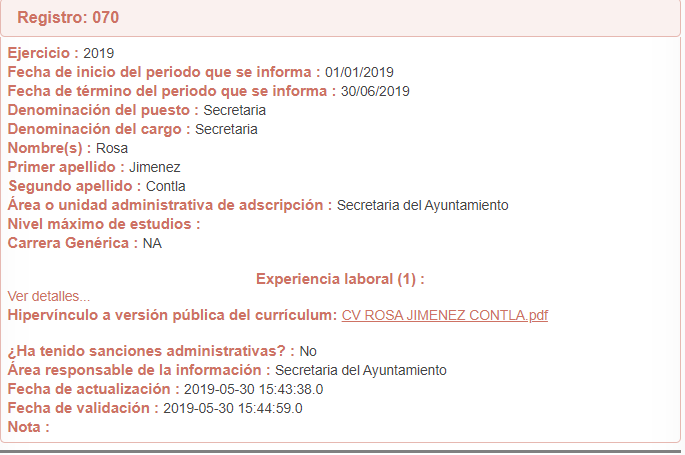 Registro: 070
Ejercicio : 2019
Fecha de inicio del periodo que se informa : 01/01/2019
Fecha de término del periodo que se informa : 30/06/2019
Denominación del puesto : Secretaria
Denominación del cargo : Secretaria
Nombre(s) : Rosa
Primer apellido : Jimenez
Segundo apellido : Contla
Área o unidad administrativa de adscripción : Secretaria del Ayuntamiento
Nivel máximo de estudios :
Carrera Genérica : NA
Experiencia laboral (1) :
Ver detalles...
Hipervínculo a versión pública del currículum: CV ROSA JIMENEZ CONTLA.pdf
¿Ha tenido sanciones administrativas? : No
Área responsable de la información : Secretaria del Ayuntamiento
Fecha de actualización : 2019-05-30 15:43:38.0
Fecha de validación : 2019-05-30 15:44:59.0
Nota :